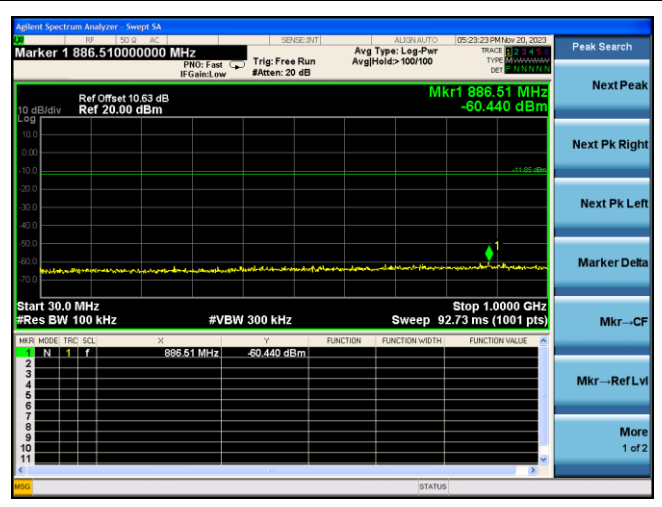 Agilent Spectrum Analyzer - Swept SA
RF 50 Ω AC SENSE:INT ALIGN AUTO 05:23:23 PM Nov 20, 2023
Marker 1 886.510000000 MHz
PNO: Fast
IFGain:Low
Trig: Free Run
#Atten: 20 dB
Avg Type: Log-Pwr
Avg|Hold:>100/100
TRACE 1 2 3 4 5 6
TYPE MWWWWW
DET P NNNNN
Peak Search
Next Peak
Next Pk Right
Next Pk Left
Marker Delta
Mkr→CF
Mkr→RefLvl
More
1 of 2
Mkr1 886.51 MHz
-60.440 dBm
Ref Offset 10.63 dB
10 dB/div Ref 20.00 dBm
Log
10.0
0.00
-10.0
-11.85 dBm
-20.0
-30.0
-40.0
-50.0
1
-60.0
-70.0
Start 30.0 MHz Stop 1.0000 GHz
#Res BW 100 kHz #VBW 300 kHz Sweep 92.73 ms (1001 pts)
MKR MODE TRC SCL X Y FUNCTION FUNCTION WIDTH FUNCTION VALUE
1 N 1 f 886.51 MHz -60.440 dBm
2
3
4
5
6
7
8
9
10
11
MSG STATUS